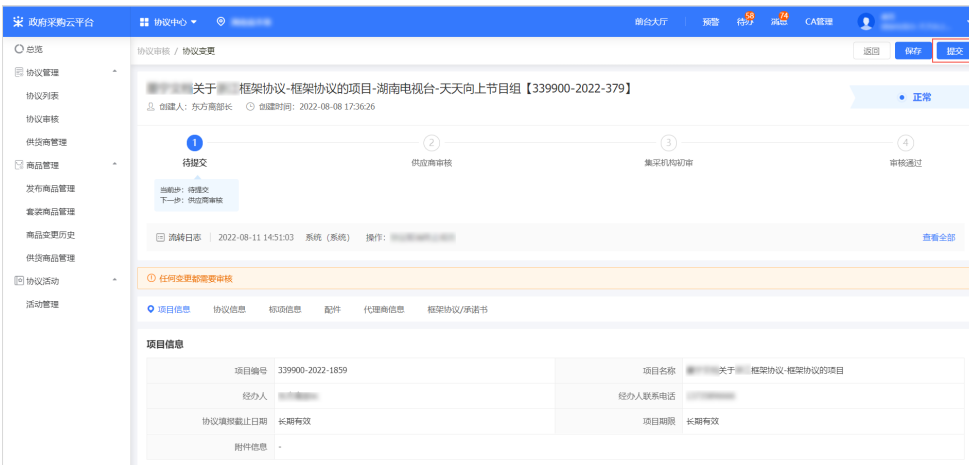 政府采购云平台 协议中心 前台大厅 预警 待办 58 消息 74 CA管理
总览
协议管理
协议列表
协议审核
供货商管理
商品管理
发布商品管理
套装商品管理
商品变更历史
供货商品管理
协议活动
活动管理
协议审核 / 协议变更 返回 保存 提交
关于 框架协议-框架协议的项目-湖南电视台-天天向上节目组【339900-2022-379】
创建人：东方南部长 创建时间：2022-08-08 17:36:26
正常
1 2 3 4
待提交 供应商审核 集采机构初审 审核通过
当前步：待提交
下一步：供应商审核
流转日志 2022-08-11 14:51:03 系统（系统） 操作： 查看全部
任何变更都需要审核
项目信息 协议信息 标项信息 配件 代理商信息 框架协议/承诺书
项目信息
项目编号 339900-2022-1859 项目名称 关于 框架协议-框架协议的项目
经办人 经办人联系电话
协议填报截止日期 长期有效 项目期限 长期有效
附件信息 -